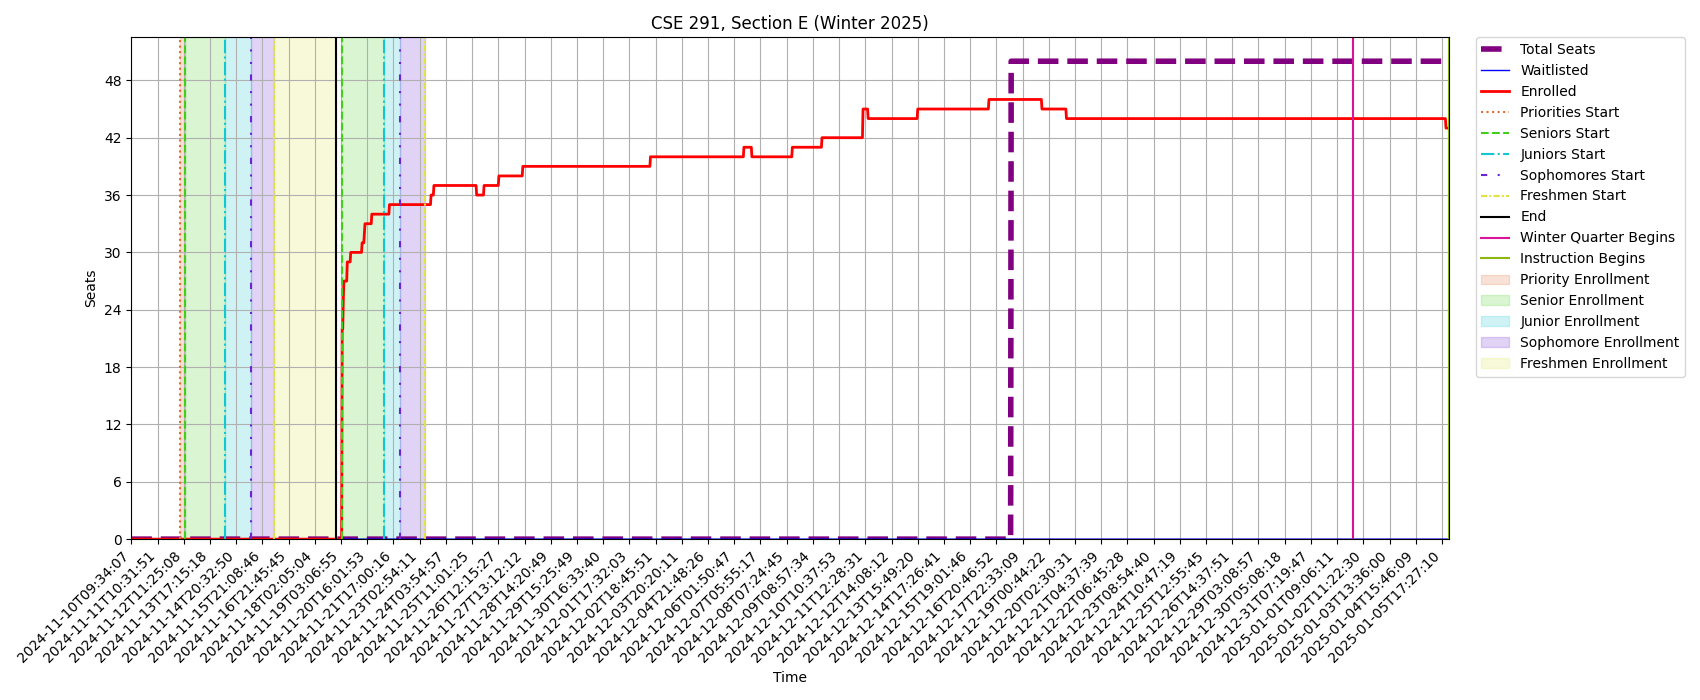 CSE 291, Section E (Winter 2025)
Seats
48
42
36
30
24
18
12
6
0
2024-11-10T09:34:07
2024-11-11T10:31:51
2024-11-12T11:25:08
2024-11-13T17:15:18
2024-11-14T20:32:50
2024-11-15T21:08:46
2024-11-16T21:45:45
2024-11-18T02:05:04
2024-11-19T03:06:55
2024-11-20T16:01:53
2024-11-21T17:00:16
2024-11-23T02:54:11
2024-11-24T03:54:57
2024-11-25T11:01:25
2024-11-26T12:15:27
2024-11-27T13:12:12
2024-11-28T14:20:49
2024-11-29T15:25:49
2024-11-30T16:33:40
2024-12-01T17:32:03
2024-12-02T18:45:51
2024-12-03T20:20:11
2024-12-04T21:48:26
2024-12-06T01:50:47
2024-12-07T05:55:17
2024-12-08T07:24:45
2024-12-09T08:57:34
2024-12-10T10:37:53
2024-12-11T12:28:31
2024-12-12T14:08:12
2024-12-13T15:49:20
2024-12-14T17:26:41
2024-12-15T19:01:46
2024-12-16T20:46:52
2024-12-17T22:33:09
2024-12-19T00:44:22
2024-12-20T02:30:31
2024-12-21T04:37:39
2024-12-22T06:45:28
2024-12-23T08:54:40
2024-12-24T10:47:19
2024-12-25T12:55:45
2024-12-26T14:37:51
2024-12-29T03:08:57
2024-12-30T05:08:18
2024-12-31T07:19:47
2025-01-01T09:06:11
2025-01-02T11:22:30
2025-01-03T13:36:00
2025-01-04T15:46:09
2025-01-05T17:27:10
Time
Total Seats
Waitlisted
Enrolled
Priorities Start
Seniors Start
Juniors Start
Sophomores Start
Freshmen Start
End
Winter Quarter Begins
Instruction Begins
Priority Enrollment
Senior Enrollment
Junior Enrollment
Sophomore Enrollment
Freshmen Enrollment